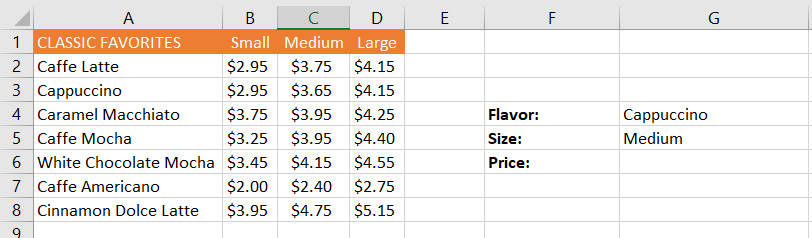 A B C D E F G
1 CLASSIC FAVORITES Small Medium Large
2 Caffe Latte $2.95 $3.75 $4.15
3 Cappuccino $2.95 $3.65 $4.15
4 Caramel Macchiato $3.75 $3.95 $4.25 Flavor: Cappuccino
5 Caffe Mocha $3.25 $3.95 $4.40 Size: Medium
6 White Chocolate Mocha $3.45 $4.15 $4.55 Price:
7 Caffe Americano $2.00 $2.40 $2.75
8 Cinnamon Dolce Latte $3.95 $4.75 $5.15
9